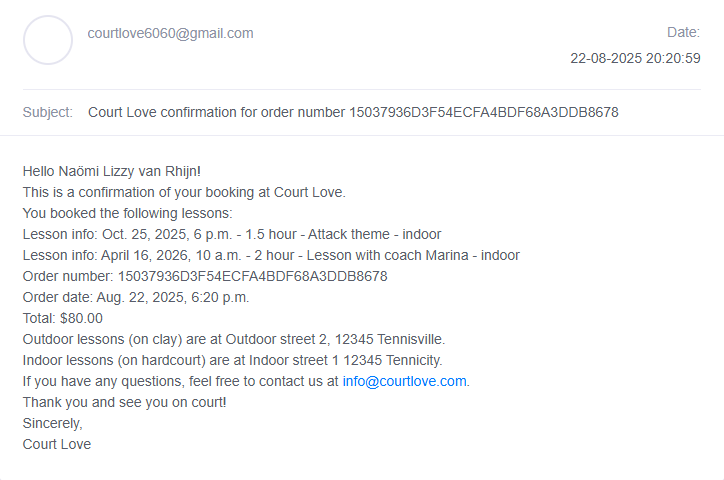 courtlove6060@gmail.com
Date:
22-08-2025 20:20:59
Subject: Court Love confirmation for order number 15037936D3F54ECFA4BDF68A3DDB8678
Hello Naömi Lizzy van Rhijn!
This is a confirmation of your booking at Court Love.
You booked the following lessons:
Lesson info: Oct. 25, 2025, 6 p.m. - 1.5 hour - Attack theme - indoor
Lesson info: April 16, 2026, 10 a.m. - 2 hour - Lesson with coach Marina - indoor
Order number: 15037936D3F54ECFA4BDF68A3DDB8678
Order date: Aug. 22, 2025, 6:20 p.m.
Total: $80.00
Outdoor lessons (on clay) are at Outdoor street 2, 12345 Tennisville.
Indoor lessons (on hardcourt) are at Indoor street 1 12345 Tennicity.
If you have any questions, feel free to contact us at info@courtlove.com.
Thank you and see you on court!
Sincerely,
Court Love